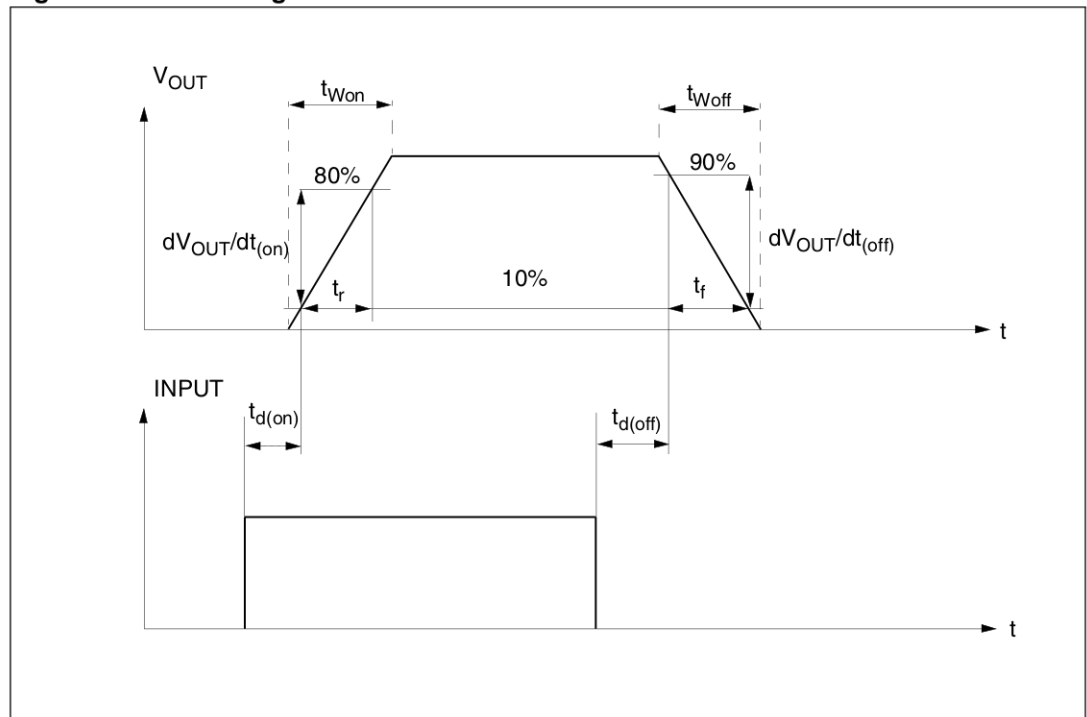 V_OUT
t_Won
t_Woff
80%
90%
dV_OUT/dt_(on)
dV_OUT/dt_(off)
t_r
10%
t_f
t
INPUT
t_d(on)
t_d(off)
t